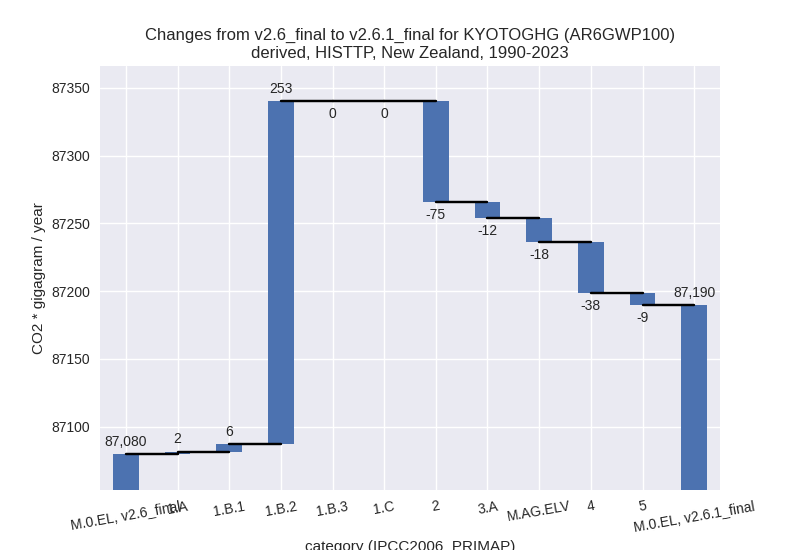 Changes from v2.6_final to v2.6.1_final for KYOTOGHG (AR6GWP100)
derived, HISTTP, New Zealand, 1990-2023
CO2 * gigagram / year
87350
87300
87250
87200
87150
87100
87,080
2
6
253
0
0
-75
-12
-18
-38
-9
87,190
M.0.EL, v2.6_final
1.A
1.B.1
1.B.2
1.B.3
1.C
2
3.A
M.AG.ELV
4
5
M.0.EL, v2.6.1_final
category (IPCC2006_PRIMAP)